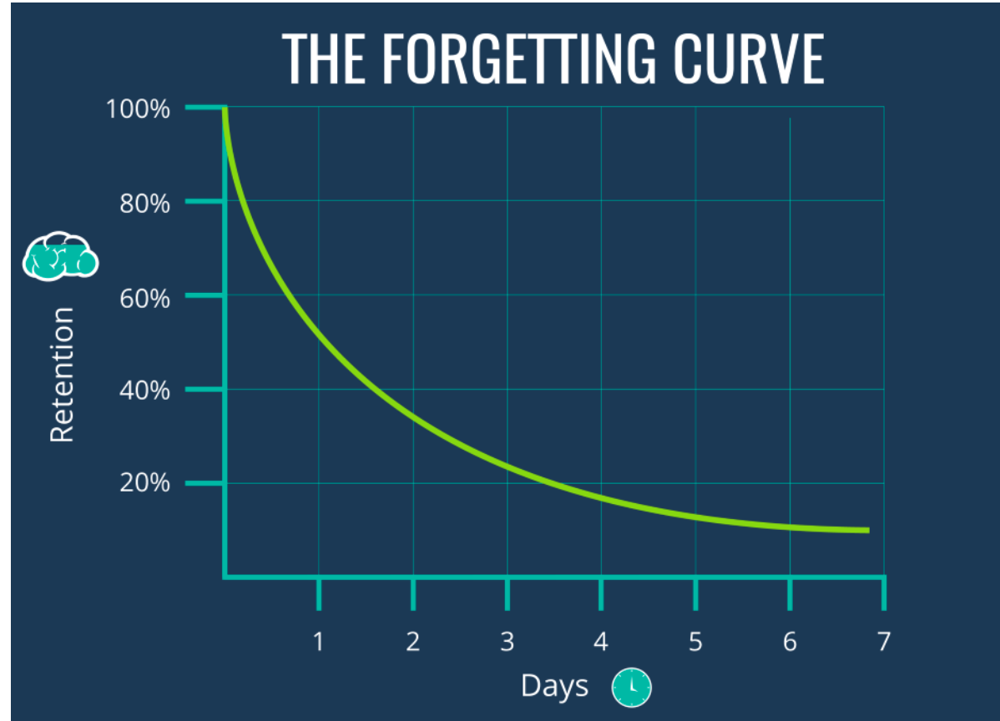 THE FORGETTING CURVE
100%
80%
60%
40%
20%
Retention
1 2 3 4 5 6 7
Days